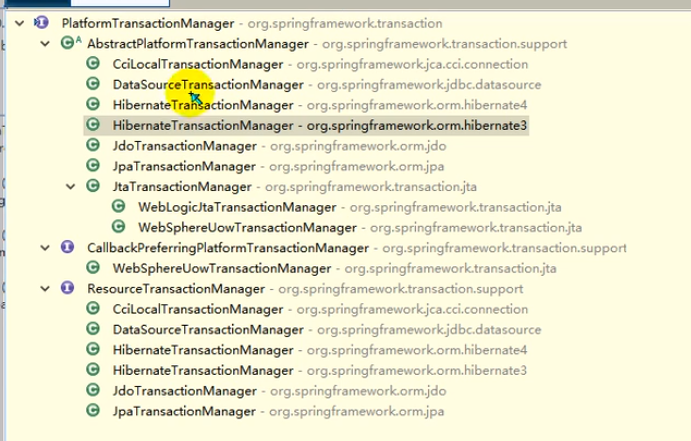 PlatformTransactionManager - org.springframework.transaction
AbstractPlatformTransactionManager - org.springframework.transaction.support
CciLocalTransactionManager - org.springframework.jca.cci.connection
DataSourceTransactionManager - org.springframework.jdbc.datasource
HibernateTransactionManager - org.springframework.orm.hibernate4
HibernateTransactionManager - org.springframework.orm.hibernate3
JdoTransactionManager - org.springframework.orm.jdo
JpaTransactionManager - org.springframework.orm.jpa
JtaTransactionManager - org.springframework.transaction.jta
WebLogicJtaTransactionManager - org.springframework.transaction.jta
WebSphereUowTransactionManager - org.springframework.transaction.jta
CallbackPreferringPlatformTransactionManager - org.springframework.transaction.support
WebSphereUowTransactionManager - org.springframework.transaction.jta
ResourceTransactionManager - org.springframework.transaction.support
CciLocalTransactionManager - org.springframework.jca.cci.connection
DataSourceTransactionManager - org.springframework.jdbc.datasource
HibernateTransactionManager - org.springframework.orm.hibernate4
HibernateTransactionManager - org.springframework.orm.hibernate3
JdoTransactionManager - org.springframework.orm.jdo
JpaTransactionManager - org.springframework.orm.jpa